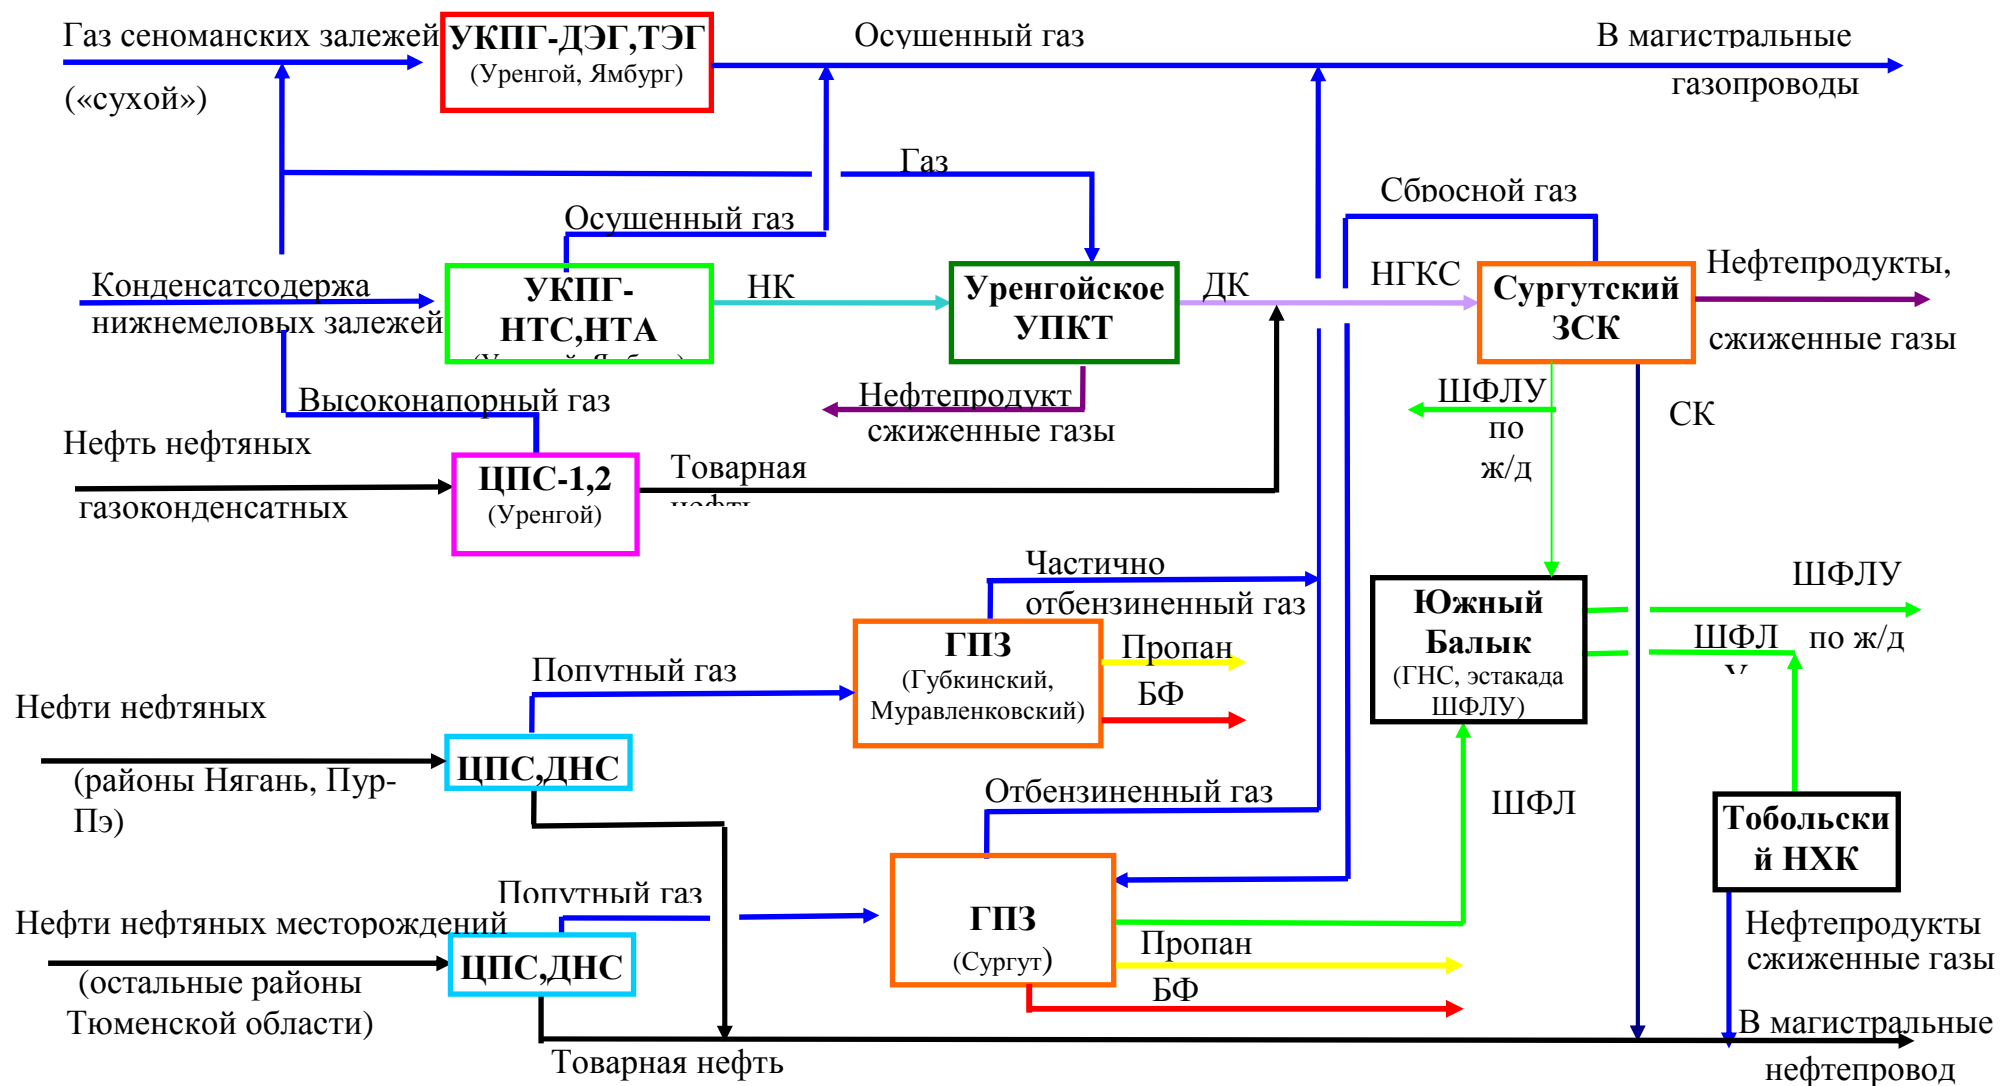 Газ сеноманских залежей
(«сухой»)
УКПГ-ДЭГ,ТЭГ
(Уренгой, Ямбург)
Осушенный газ
В магистральные
газопроводы
Газ
Осушенный газ
Сбросной газ
Конденсатсодержа
нижнемеловых залежей
УКПГ-
НТС,НТА
НК
Уренгойское
УПКТ
ДК
НГКС
Сургутский
ЗСК
Нефтепродукты,
сжиженные газы
Высоконапорный газ
Нефтепродукт
сжиженные газы
ШФЛУ
по
ж/д
СК
Нефть нефтяных
газоконденсатных
ЦПС-1,2
(Уренгой)
Товарная
нефть
Частично
отбензиненный газ
ГПЗ
(Губкинский,
Муравленковский)
Пропан
БФ
Южный
Балык
(ГНС, эстакада
ШФЛУ)
ШФЛУ
по ж/д
ШФЛ
У
Попутный газ
Нефти нефтяных
(районы Нягань, Пур-
Пэ)
ЦПС,ДНС
Отбензиненный газ
ШФЛ
Тобольски
й НХК
Попутный газ
Нефти нефтяных месторождений
(остальные районы
Тюменской области)
ЦПС,ДНС
ГПЗ
(Сургут)
Пропан
БФ
Нефтепродукты
сжиженные газы
Товарная нефть
В магистральные
нефтепровод